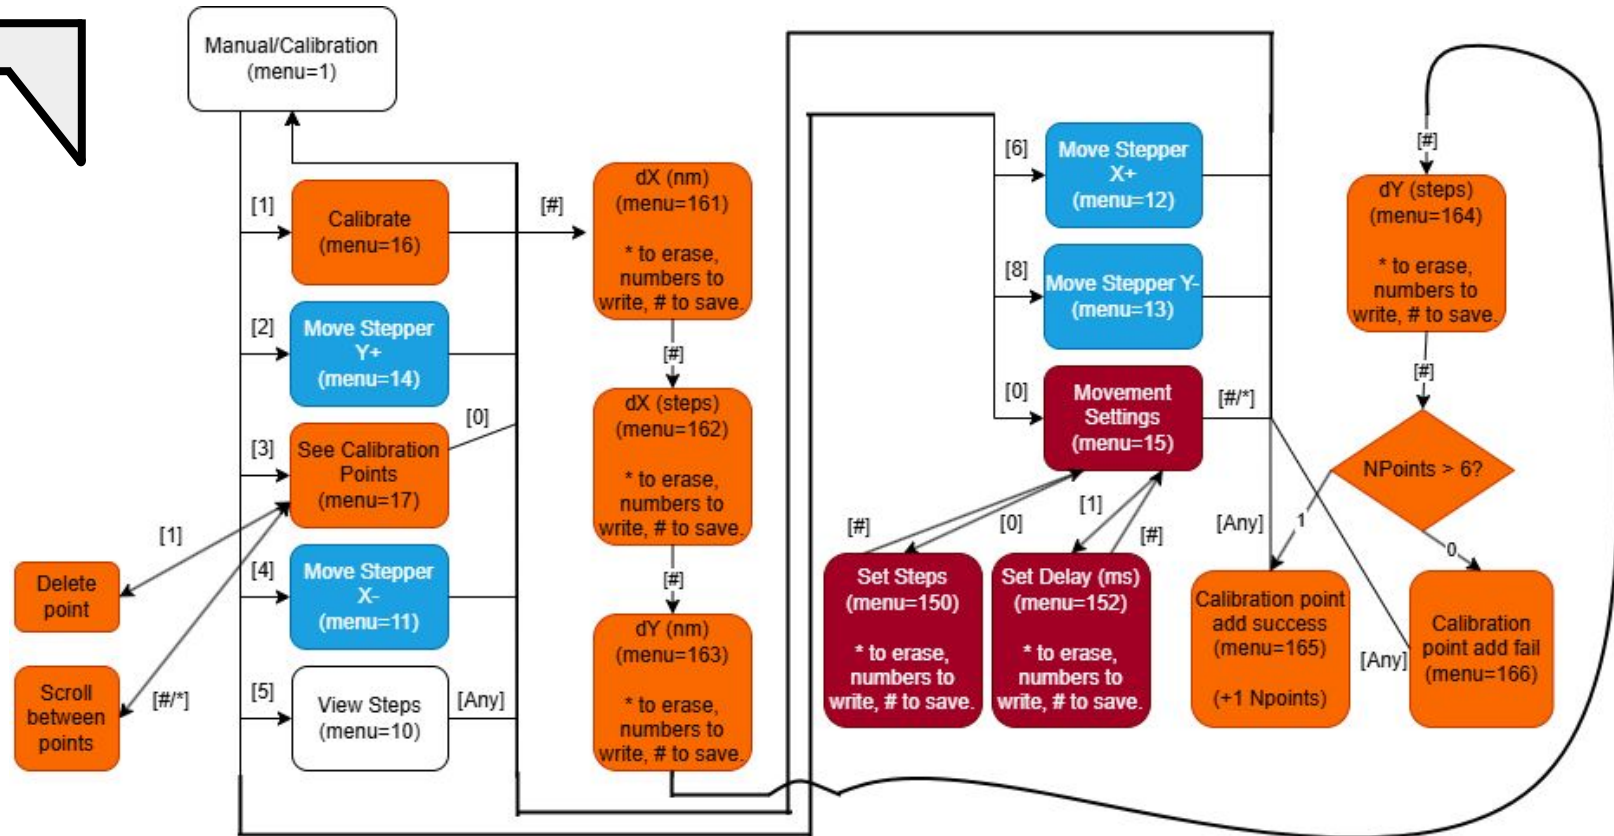 Manual/Calibration
(menu=1)
[1]
Calibrate
(menu=16)
[#]
[2]
Move Stepper
Y+
(menu=14)
[3]
See Calibration
Points
(menu=17)
[0]
[1]
Delete
point
[#/*]
Scroll
between
points
[4]
Move Stepper
X-
(menu=11)
[5]
View Steps
(menu=10)
[Any]
dX (nm)
(menu=161)
* to erase,
numbers to
write, # to save.
[#]
dX (steps)
(menu=162)
* to erase,
numbers to
write, # to save.
[#]
dY (nm)
(menu=163)
* to erase,
numbers to
write, # to save.
[6]
Move Stepper
X+
(menu=12)
[8]
Move Stepper Y-
(menu=13)
[0]
Movement
Settings
(menu=15)
[#/*]
[#]
[0]
[1]
[#]
Set Steps
(menu=150)
* to erase,
numbers to
write, # to save.
Set Delay (ms)
(menu=152)
* to erase,
numbers to
write, # to save.
[#]
dY (steps)
(menu=164)
* to erase,
numbers to
write, # to save.
[#]
NPoints > 6?
1
0
[Any]
Calibration point
add success
(menu=165)
(+1 Npoints)
[Any]
Calibration
point add fail
(menu=166)